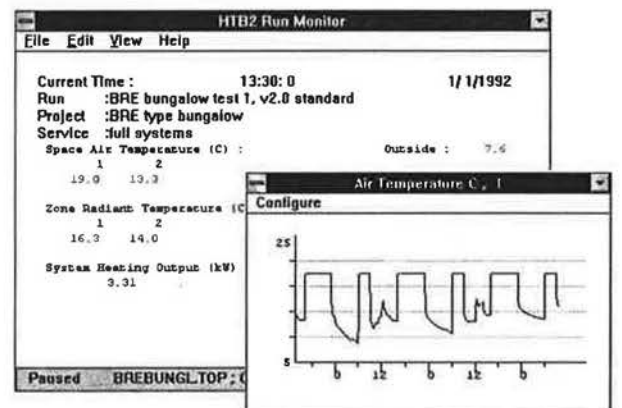 HTB2 Run Monitor
File Edit View Help
Current Time : 13:30: 0 1/ 1/1992
Run :BRE bungalow test 1, v2.0 standard
Project :BRE type bungalow
Service :full systems
Space Air Temperature (C) : Outside : 7.6
1 2
19.0 13.3
Zone Radiant Temperature (C
1 2
16.3 14.0
System Heating Output (kW)
3.31
Paused BREBUNGL.TOP ;
Air Temperature C , 1
Configure
25
5
0 12 0 12 0